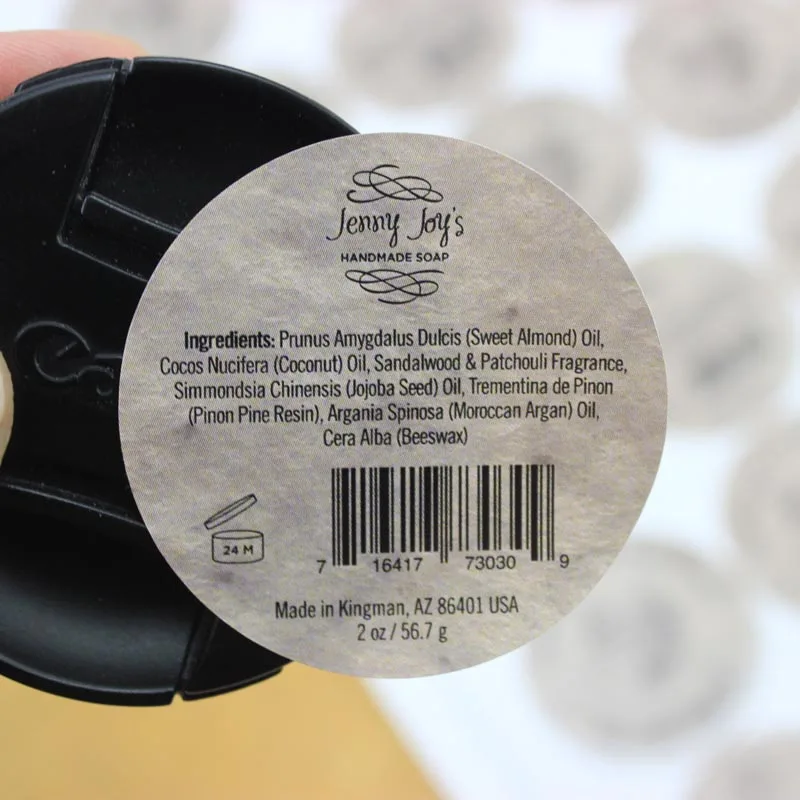 Jenny Joy's
HANDMADE SOAP
Ingredients: Prunus Amygdalus Dulcis (Sweet Almond) Oil,
Cocos Nucifera (Coconut) Oil, Sandalwood & Patchouli Fragrance,
Simmondsia Chinensis (Jojoba Seed) Oil, Trementina de Pinon
(Pinon Pine Resin), Argania Spinosa (Moroccan Argan) Oil,
Cera Alba (Beeswax)
24 M
7 16417 73030 9
Made in Kingman, AZ 86401 USA
2 oz / 56.7 g